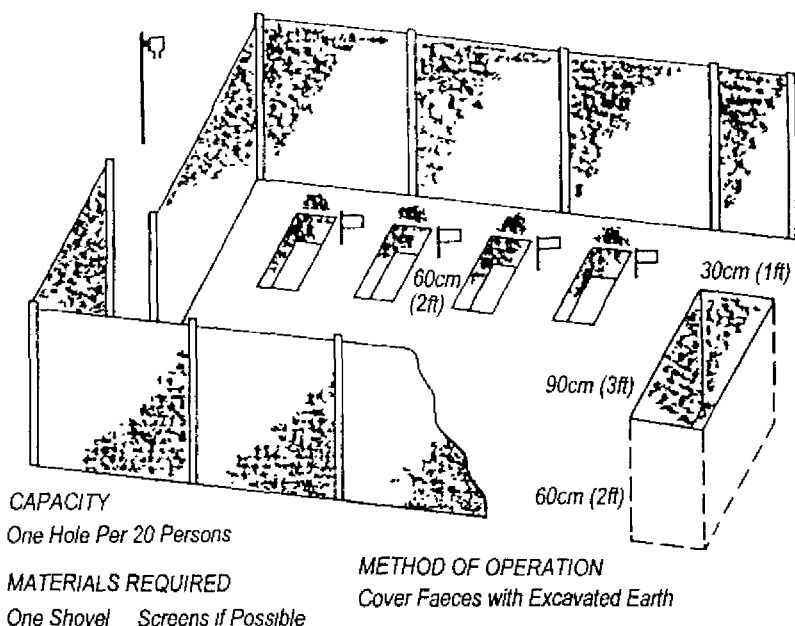 30cm (1ft)
60cm
(2ft)
90cm (3ft)
60cm (2ft)
CAPACITY
One Hole Per 20 Persons
METHOD OF OPERATION
Cover Faeces with Excavated Earth
MATERIALS REQUIRED
One Shovel Screens if Possible